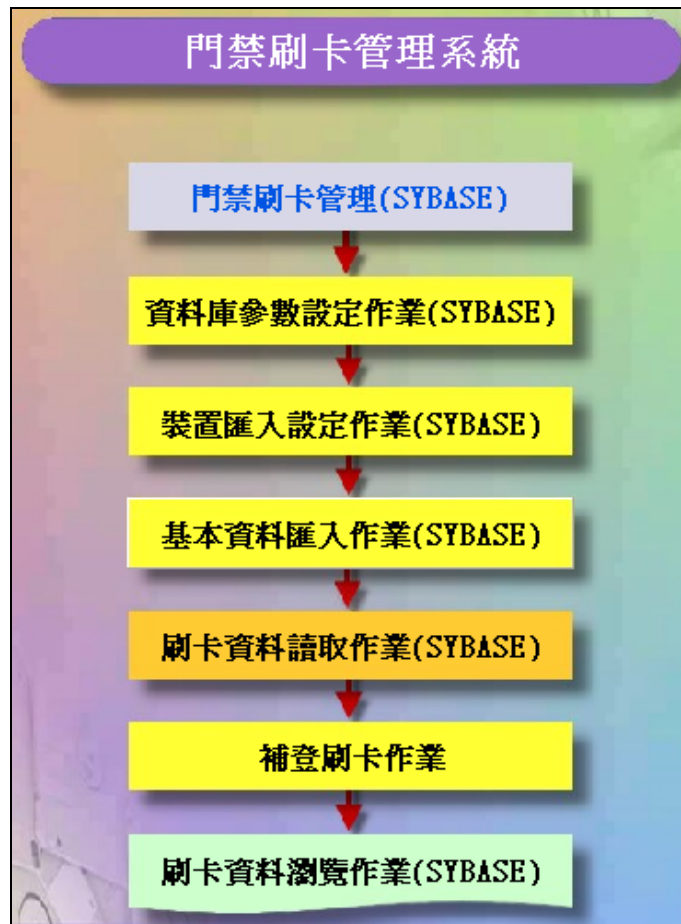 門禁刷卡管理系統
門禁刷卡管理(SYBASE)
資料庫參數設定作業(SYBASE)
裝置匯入設定作業(SYBASE)
基本資料匯入作業(SYBASE)
刷卡資料讀取作業(SYBASE)
補登刷卡作業
刷卡資料瀏覽作業(SYBASE)